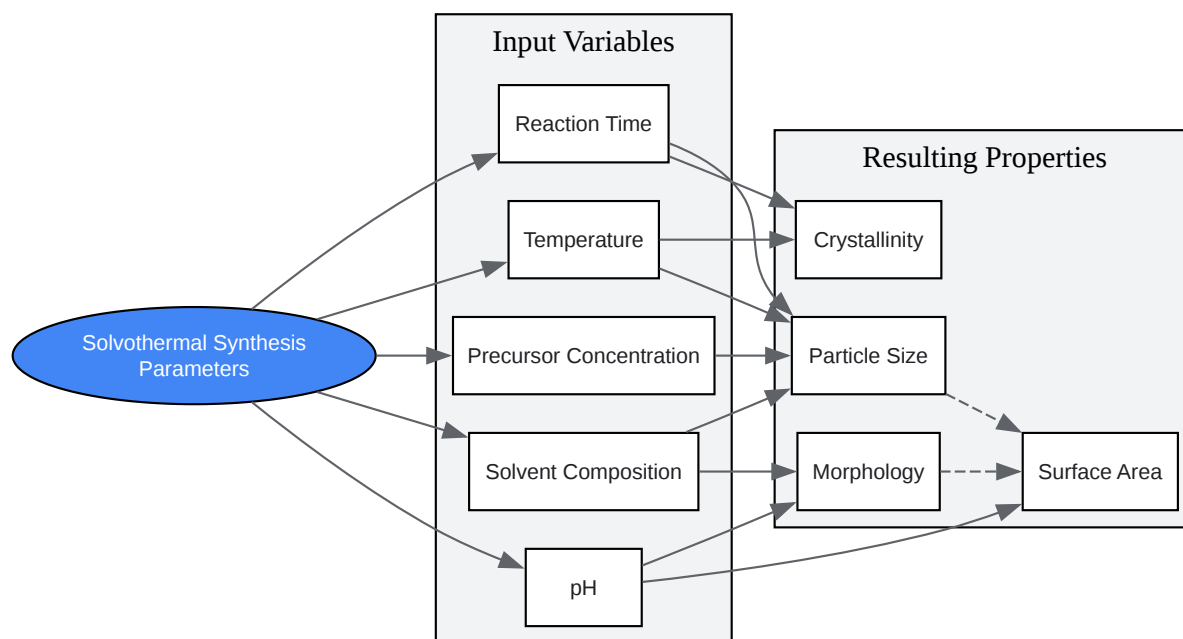 Input Variables
Reaction Time
Resulting Properties
Temperature
Crystallinity
Solvothermal Synthesis
Parameters
Precursor Concentration
Particle Size
Solvent Composition
Morphology
Surface Area
pH